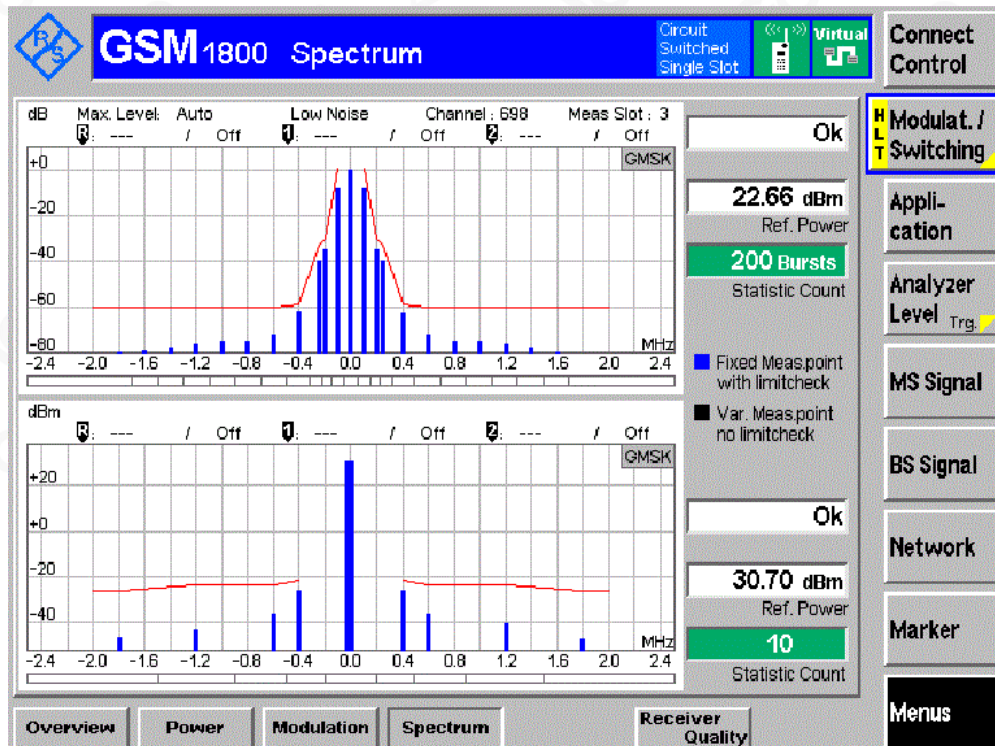 R S
GSM 1800 Spectrum
Circuit
Switched
Single Slot
Virtual
Connect
Control
dB Max. Level: Auto Low Noise Channel : 698 Meas Slot : 3
R : --- / Off 1 : --- / Off 2 : --- / Off
GMSK
+0
-20
-40
-60
-80
MHz
-2.4 -2.0 -1.6 -1.2 -0.8 -0.4 0.0 0.4 0.8 1.2 1.6 2.0 2.4
Ok
22.66 dBm
Ref. Power
200 Bursts
Statistic Count
Fixed Meas.point
with limitcheck
Var. Meas.point
no limitcheck
dBm
R : --- / Off 1 : --- / Off 2 : --- / Off
GMSK
+20
+0
-20
-40
MHz
-2.4 -2.0 -1.6 -1.2 -0.8 -0.4 0.0 0.4 0.8 1.2 1.6 2.0 2.4
Ok
30.70 dBm
Ref. Power
10
Statistic Count
HLT
Modulat. /
Switching
Appli-
cation
Analyzer
Level Trg.
MS Signal
BS Signal
Network
Marker
Menus
Overview Power Modulation Spectrum Receiver
Quality